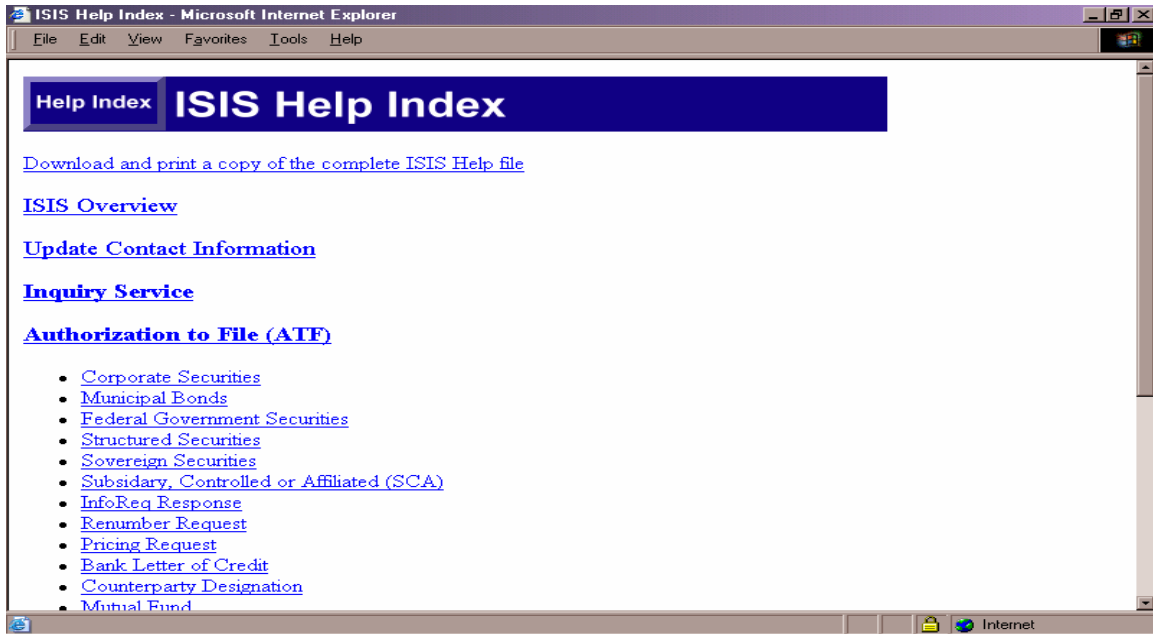 ISIS Help Index - Microsoft Internet Explorer
File Edit View Favorites Tools Help
Help Index ISIS Help Index
Download and print a copy of the complete ISIS Help file
ISIS Overview
Update Contact Information
Inquiry Service
Authorization to File (ATF)
Corporate Securities
Municipal Bonds
Federal Government Securities
Structured Securities
Sovereign Securities
Subsidary, Controlled or Affiliated (SCA)
InfoReq Response
Renumber Request
Pricing Request
Bank Letter of Credit
Counterparty Designation
Mutual Fund
Internet